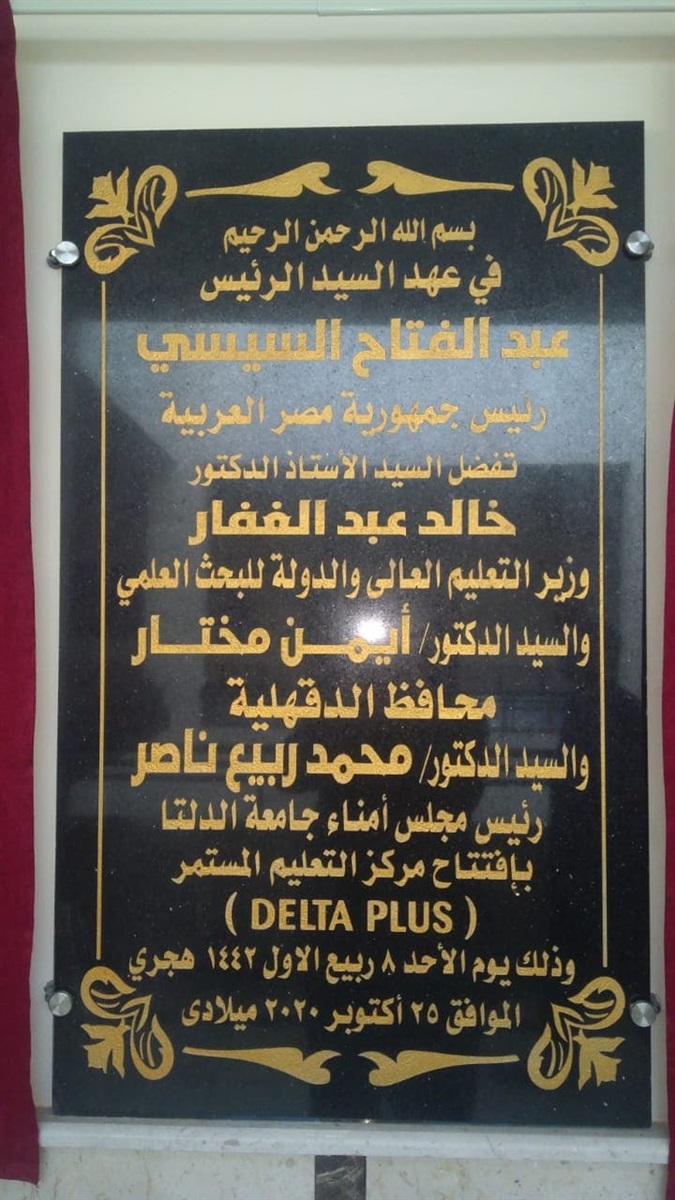 بسم الله الرحمن الرحيم
في عهد السيد الرئيس
عبد الفتاح السيسي
رئيس جمهورية مصر العربية
تفضل السيد الأستاذ الدكتور
خالد عبد الغفار
وزير التعليم العالى والدولة للبحث العلمي
والسيد الدكتور/ أيمـــن مختـــار
محافظ الدقهلية
والسيد الدكتور/ محمد ربيع ناصر
رئيس مجلس أمناء جامعة الدلتا
بإفتتاح مركز التعليم المستمر
( DELTA PLUS )
وذلك يوم الأحد ٨ ربيع الاول ١٤٤٢ هجري
الموافق ٢٥ أكتوبر ٢٠٢٠ ميلادى